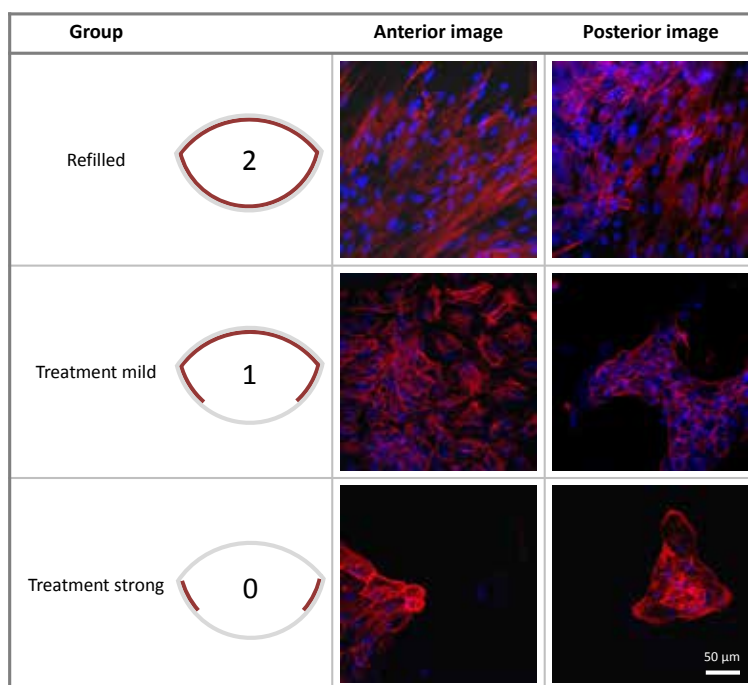 Group Anterior image Posterior image
Refilled 2
Treatment mild 1
Treatment strong 0
50 µm